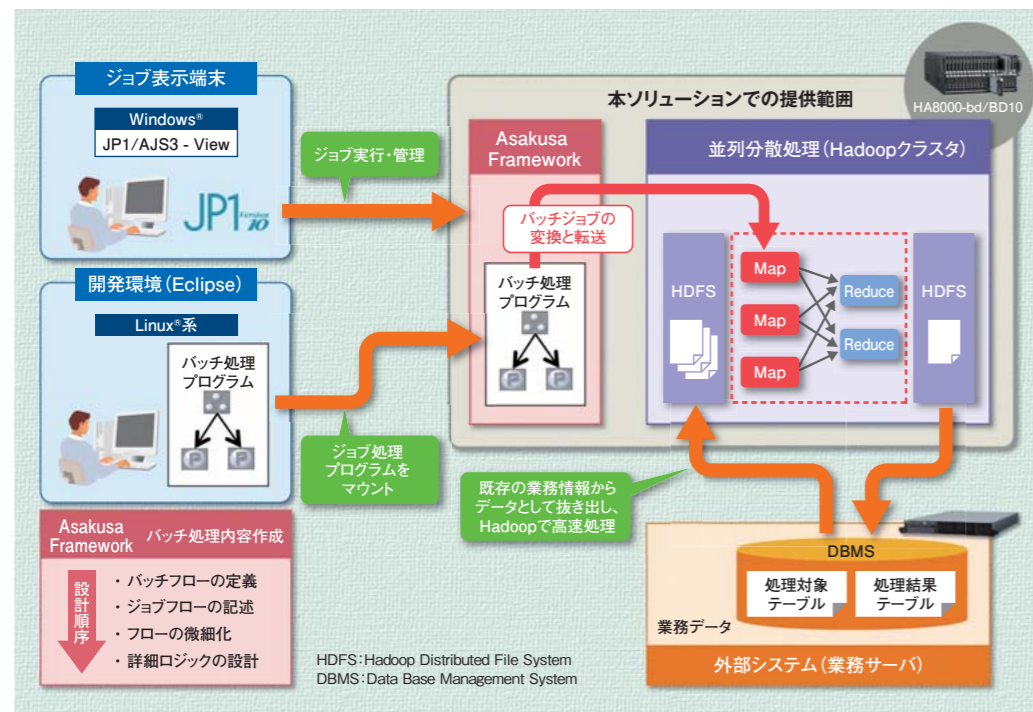 ジョブ表示端末
Windows®
JP1/AJS3 - View
JP1 Version 10
ジョブ実行・管理
開発環境(Eclipse)
Linux®系
バッチ処理
プログラム
P P
ジョブ処理
プログラムを
マウント
Asakusa
Framework
バッチ処理内容作成
設計順序
・バッチフローの定義
・ジョブフローの記述
・フローの微細化
・詳細ロジックの設計
本ソリューションでの提供範囲
HA8000-bd/BD10
Asakusa
Framework
バッチジョブの
変換と転送
バッチ処理
プログラム
P P
並列分散処理(Hadoopクラスタ)
HDFS
Map
Map
Map
Reduce
Reduce
HDFS
既存の業務情報から
データとして抜き出し、
Hadoopで高速処理
DBMS
処理対象
テーブル
処理結果
テーブル
業務データ
外部システム(業務サーバ)
HDFS:Hadoop Distributed File System
DBMS:Data Base Management System